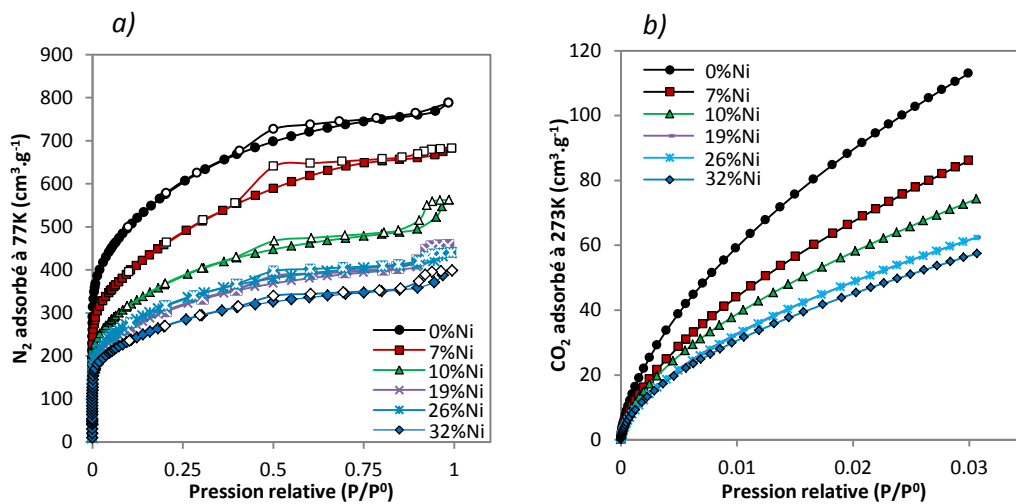 a)
N2 adsorbé à 77K (cm3.g-1)
900
800
700
600
500
400
300
200
100
0
0%Ni
7%Ni
10%Ni
19%Ni
26%Ni
32%Ni
0
0.25
0.5
0.75
1
Pression relative (P/P0)
b)
CO2 adsorbé à 273K (cm3.g-1)
120
100
80
60
40
20
0
0%Ni
7%Ni
10%Ni
19%Ni
26%Ni
32%Ni
0
0.01
0.02
0.03
Pression relative (P/P0)